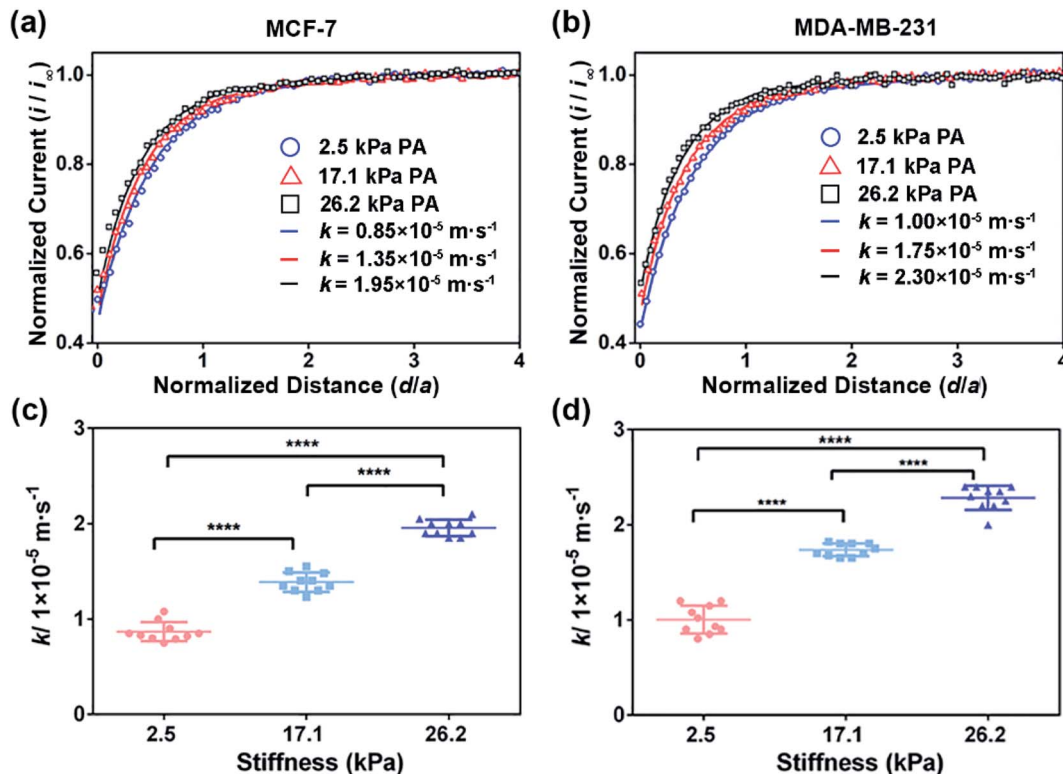 (a)
MCF-7
Normalized Current (i / i∞)
1.0
0.8
0.6
0.4
2.5 kPa PA
17.1 kPa PA
26.2 kPa PA
k = 0.85×10⁻⁵ m·s⁻¹
k = 1.35×10⁻⁵ m·s⁻¹
k = 1.95×10⁻⁵ m·s⁻¹
0 1 2 3 4
Normalized Distance (d/a)
(b)
MDA-MB-231
Normalized Current (i / i∞)
1.0
0.8
0.6
0.4
2.5 kPa PA
17.1 kPa PA
26.2 kPa PA
k = 1.00×10⁻⁵ m·s⁻¹
k = 1.75×10⁻⁵ m·s⁻¹
k = 2.30×10⁻⁵ m·s⁻¹
0 1 2 3 4
Normalized Distance (d/a)
(c)
k/ 1×10⁻⁵ m·s⁻¹
3
2
1
0
****
****
****
2.5 17.1 26.2
Stiffness (kPa)
(d)
k/ 1×10⁻⁵ m·s⁻¹
3
2
1
0
****
****
****
2.5 17.1 26.2
Stiffness (kPa)